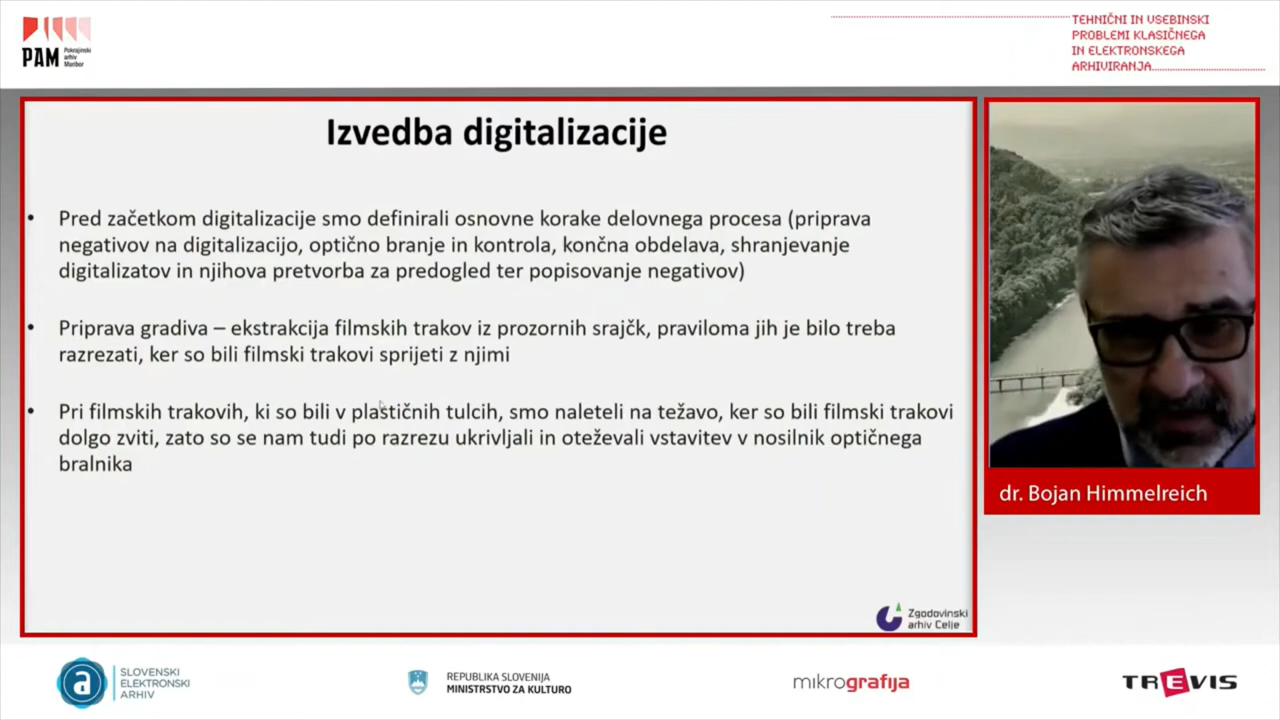 PAM
Pokrajinski
arhiv
Maribor
TEHNIČNI IN VSEBINSKI
PROBLEMI KLASIČNEGA
IN ELEKTRONSKEGA
ARHIVIRANJA
Izvedba digitalizacije
• Pred začetkom digitalizacije smo definirali osnovne korake delovnega procesa (priprava
negativov na digitalizacijo, optično branje in kontrola, končna obdelava, shranjevanje
digitalizatov in njihova pretvorba za predogled ter popisovanje negativov)
• Priprava gradiva – ekstrakcija filmskih trakov iz prozornih srajčk, praviloma jih je bilo treba
razrezati, ker so bili filmski trakovi sprijeti z njimi
• Pri filmskih trakovih, ki so bili v plastičnih tulcih, smo naleteli na težavo, ker so bili filmski trakovi
dolgo zviti, zato so se nam tudi po razrezu ukrivljali in oteževali vstavitev v nosilnik optičnega
bralnika
Zgodovinski
arhiv Celje
dr. Bojan Himmelreich
a
SLOVENSKI
ELEKTRONSKI
ARHIV
REPUBLIKA SLOVENIJA
MINISTRSTVO ZA KULTURO
mikrografija
TREVIS